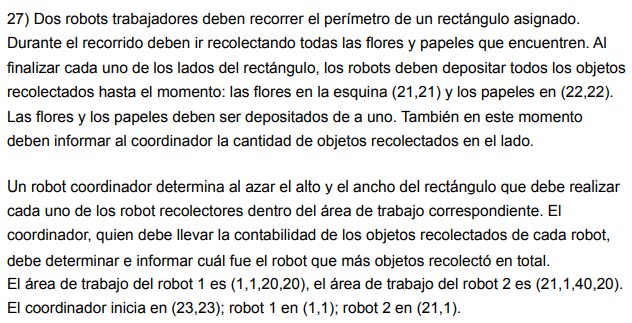 27) Dos robots trabajadores deben recorrer el perímetro de un rectángulo asignado.
Durante el recorrido deben ir recolectando todas las flores y papeles que encuentren. Al
finalizar cada uno de los lados del rectángulo, los robots deben depositar todos los objetos
recolectados hasta el momento: las flores en la esquina (21,21) y los papeles en (22,22).
Las flores y los papeles deben ser depositados de a uno. También en este momento
deben informar al coordinador la cantidad de objetos recolectados en el lado.
Un robot coordinador determina al azar el alto y el ancho del rectángulo que debe realizar
cada uno de los robot recolectores dentro del área de trabajo correspondiente. El
coordinador, quien debe llevar la contabilidad de los objetos recolectados de cada robot,
debe determinar e informar cuál fue el robot que más objetos recolectó en total.
El área de trabajo del robot 1 es (1,1,20,20), el área de trabajo del robot 2 es (21,1,40,20).
El coordinador inicia en (23,23); robot 1 en (1,1); robot 2 en (21,1).